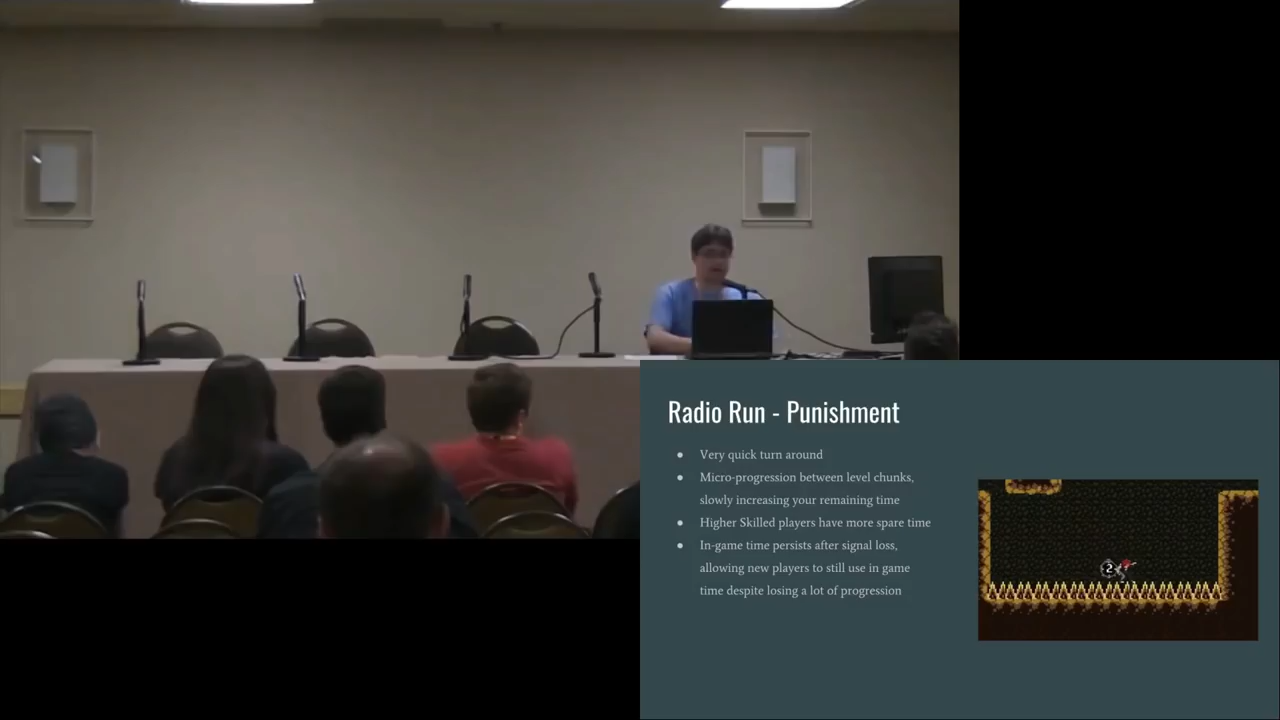 Radio Run - Punishment
● Very quick turn around
● Micro-progression between level chunks,
slowly increasing your remaining time
● Higher Skilled players have more spare time
● In-game time persists after signal loss,
allowing new players to still use in game
time despite losing a lot of progression
2